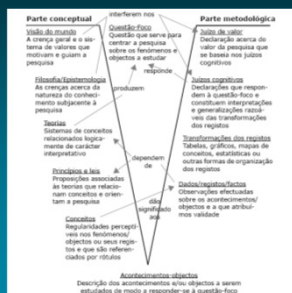 Parte conceptual
interferem nos
Parte metodológica
Visão do mundo
A crença geral e o sis-
tema de valores que
motivam e guiam a
pesquisa
Filosofia/Epistemologia
As crenças acerca da
natureza do conheci-
mento subjacente à
pesquisa
Teorias
Sistemas de conceitos
relacionados logica-
mente de carácter
interpretativo
Princípios e leis
Proposições associadas
às teorias que relacio-
nam conceitos e orien-
tam a pesquisa
Conceitos
Regularidades percepti-
veis nos fenómenos/
objectos ou seus regis-
tos e que são referen-
ciados por rótulos
Questão-Foco
Questão que serve para
centrar a pesquisa
sobre os fenómenos e
objectos a estudar
responde
produzem
dependem
de
dão
significado
aos
Juízo de valor
Declaração acerca do
valor da pesquisa que
se baseia nos juízos
cognitivos
Juízos cognitivos
Declarações que respon-
dem à questão-foco e
constituem interpretações
e generalizações razoá-
veis das transformações
dos registos
Transformações dos registos
Tabelas, gráficos, mapas de
conceitos, estatísticas ou
outras formas de organização
dos registos
Dados/registos/factos
Observações efectuadas
sobre os acontecimentos/
objectos e a que atribui-
mos validade
Acontecimentos-objectos
Descrição dos acontecimentos e/ou objectos a serem
estudados de modo a responder-se à questão-foco